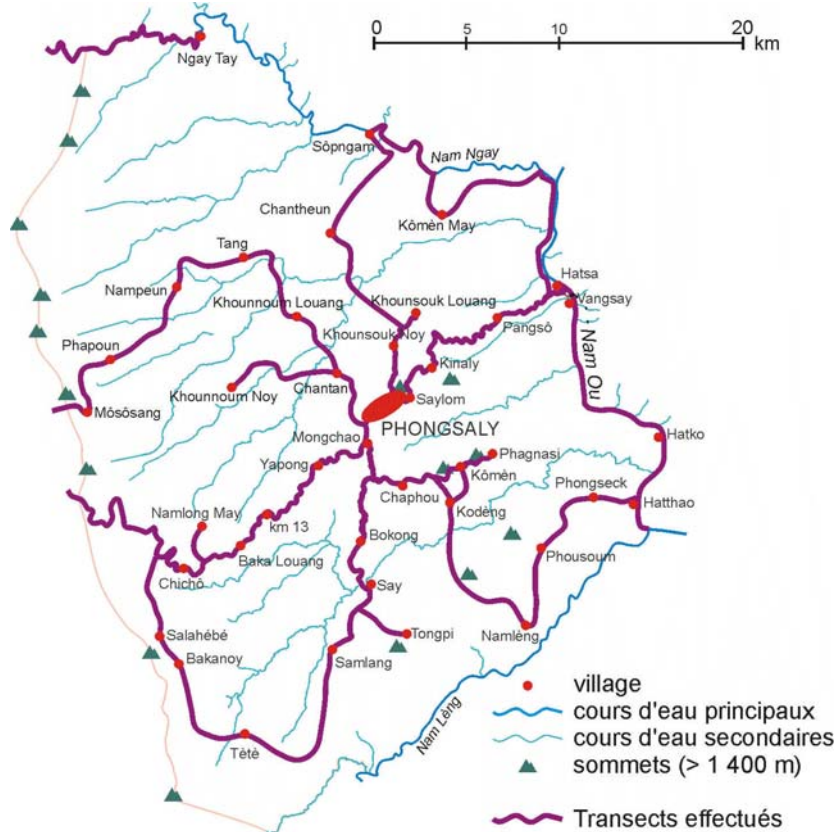 0 5 10 20
km
Ngay Tay
Sôpngam
Nam Ngay
Chantheun
Kômèn May
Tang
Hatsa
Nampeun
Khounnoum Louang
Khounsouk Louang
Vangsay
Pangsô
Khounsouk Noy
Nam Ou
Phapoun
Kinaly
Khounnoum Noy
Chantan
Saylom
Môsôsang
PHONGSALY
Mongchao
Hatko
Yapong
Phagnasi
Kômèn
Phongseck
Chaphou
Namlong May
Kodèng
Hatthao
km 13
Bokong
Baka Louang
Phousoum
Chichô
Say
Salahébé
Tongpi
Namlèng
Bakanoy
Samlang
Nam Lèng
Tètè
village
cours d'eau principaux
cours d'eau secondaires
sommets (> 1 400 m)
Transects effectués